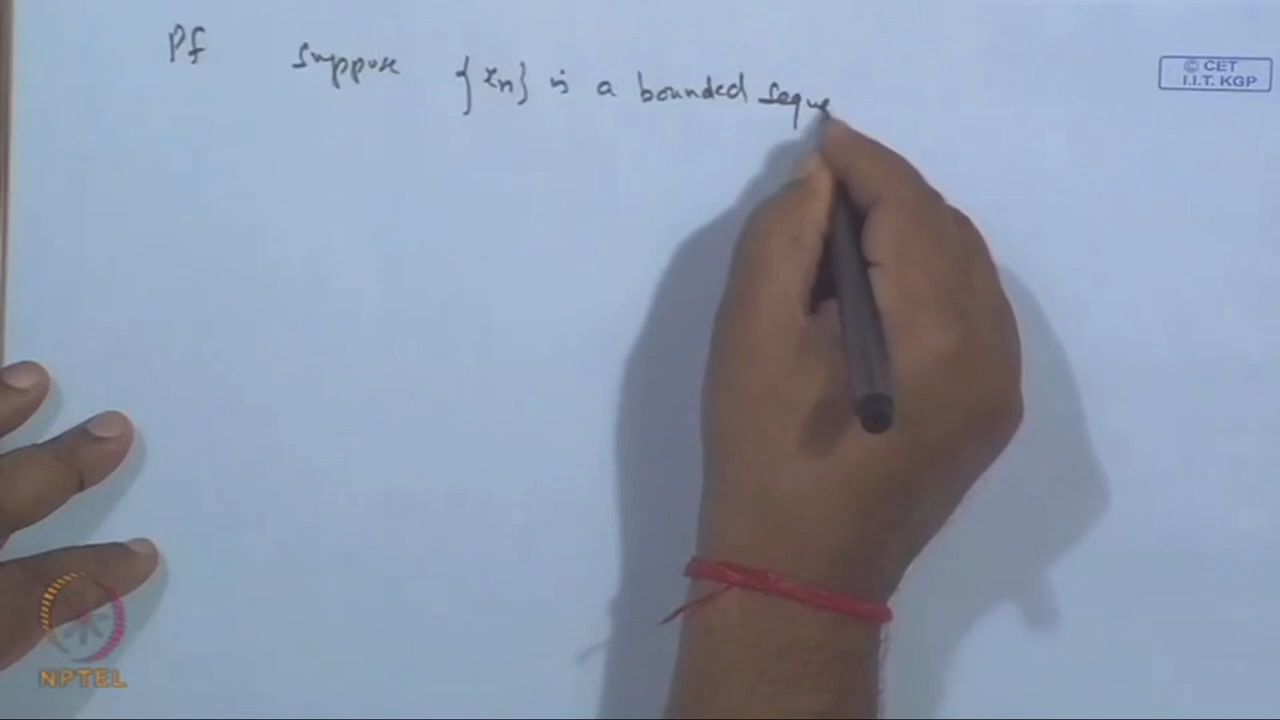 Pf Suppose {xn} is a bounded seque
© CET
I.I.T. KGP
NPTEL